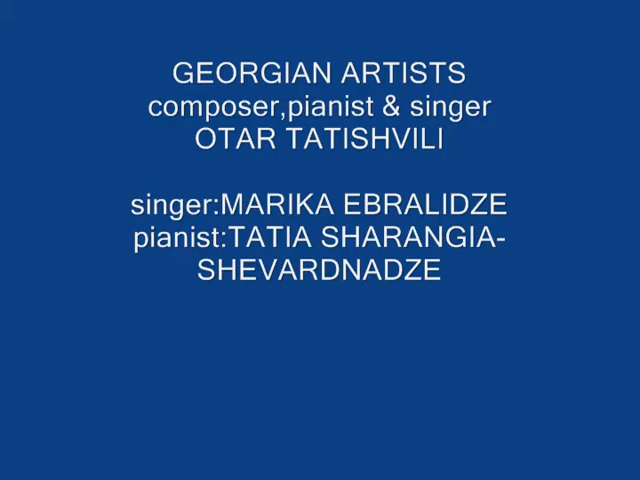 GEORGIAN ARTISTS
composer,pianist & singer
OTAR TATISHVILI
singer:MARIKA EBRALIDZE
pianist:TATIA SHARANGIA-
SHEVARDNADZE